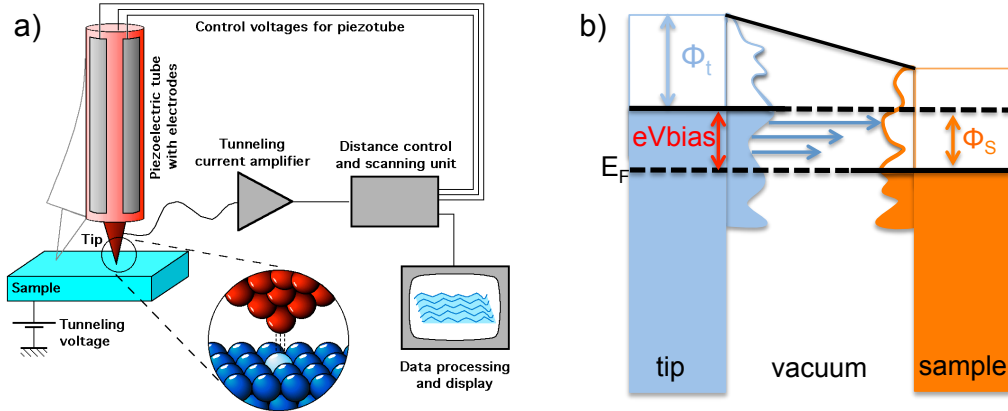 a)
Control voltages for piezotube
Piezoelectric tube
with electrodes
Tunneling
current amplifier
Distance control
and scanning unit
Tip
Sample
Tunneling
voltage
Data processing
and display
b)
Φt
eVbias
ΦS
EF
tip
vacuum
sample